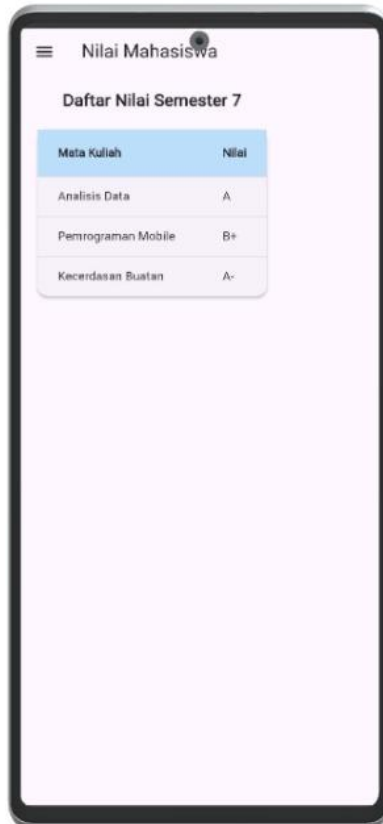 Nilai Mahasiswa
Daftar Nilai Semester 7
Mata Kuliah Nilai
Analisis Data A
Pemrograman Mobile B+
Kecerdasan Buatan A-